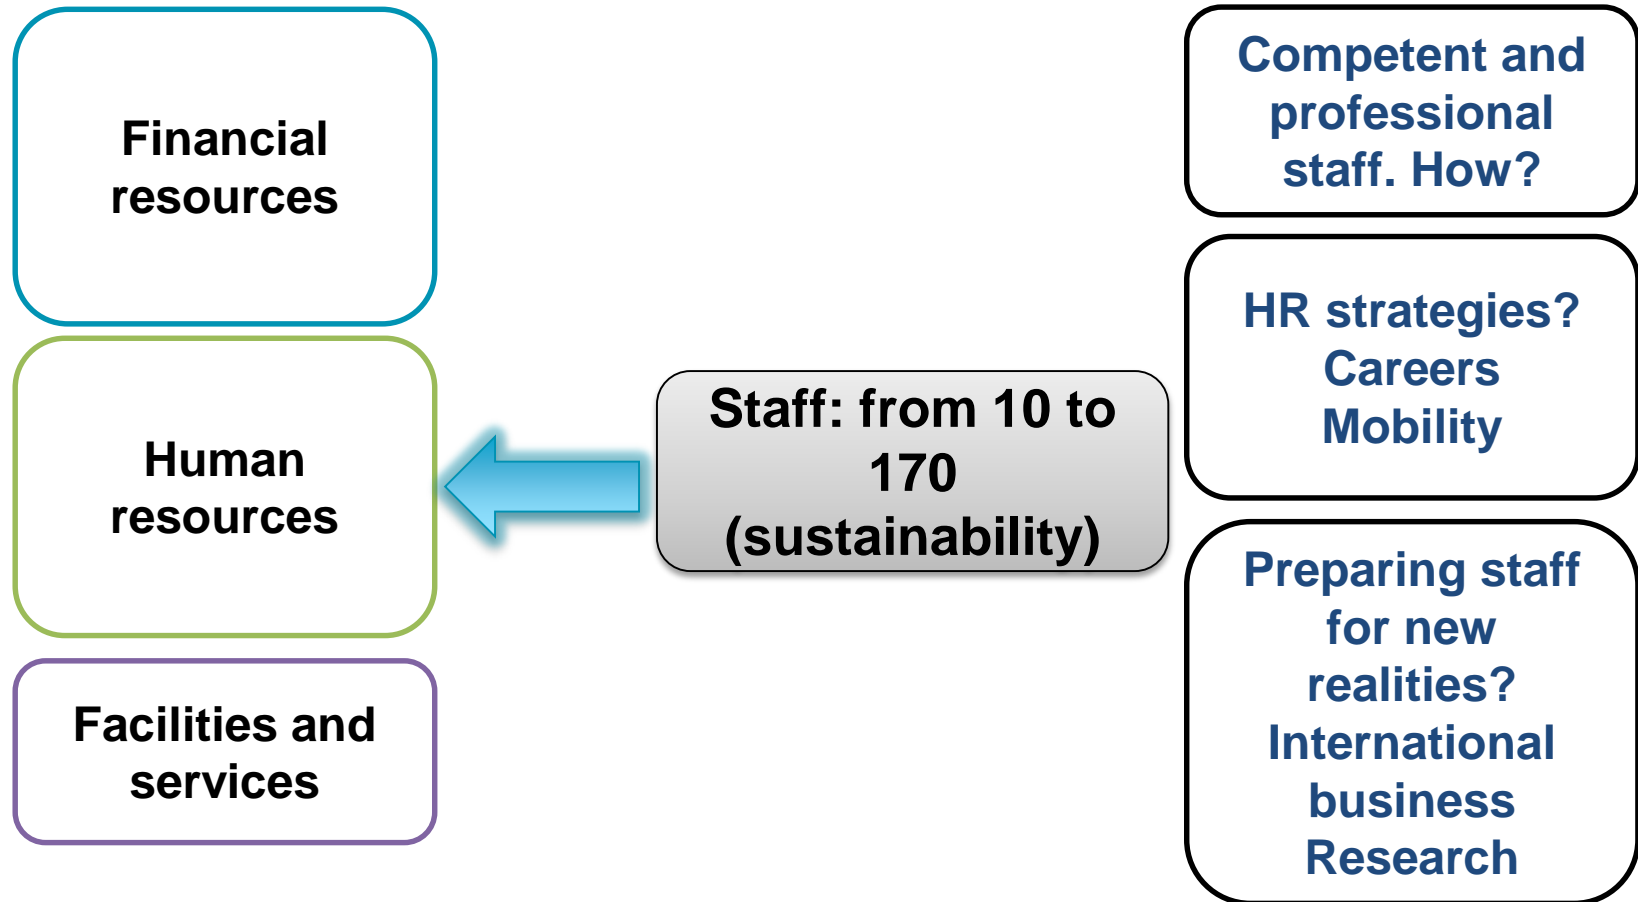 Financial
resources
Human
resources
Facilities and
services
Staff: from 10 to
170
(sustainability)
Competent and
professional
staff. How?
HR strategies?
Careers
Mobility
Preparing staff
for new
realities?
International
business
Research